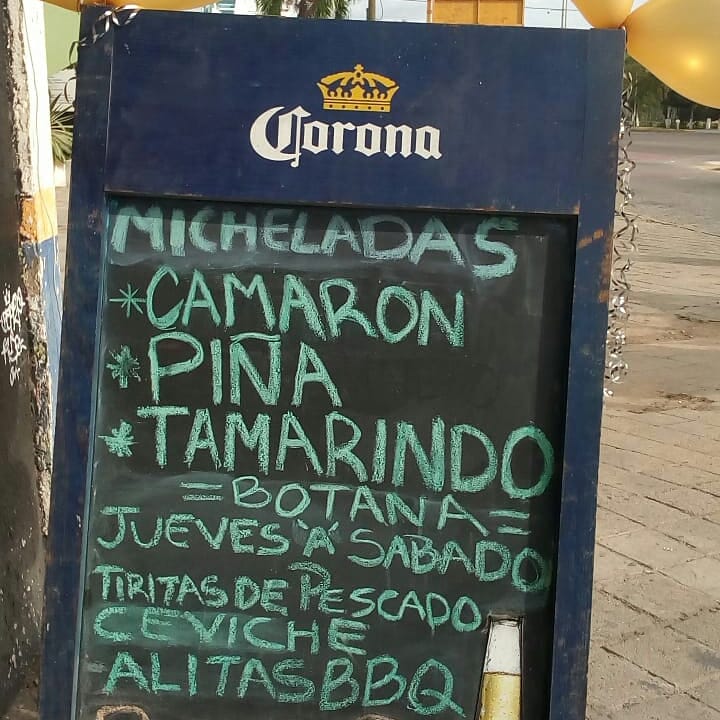 Corona
MICHELADAS
*CAMARON
*PIÑA
*TAMARINDO
=BOTANA=
JUEVES "A" SABADO
TIRITAS DE PESCADO
CEVICHE
ALITAS BBQ